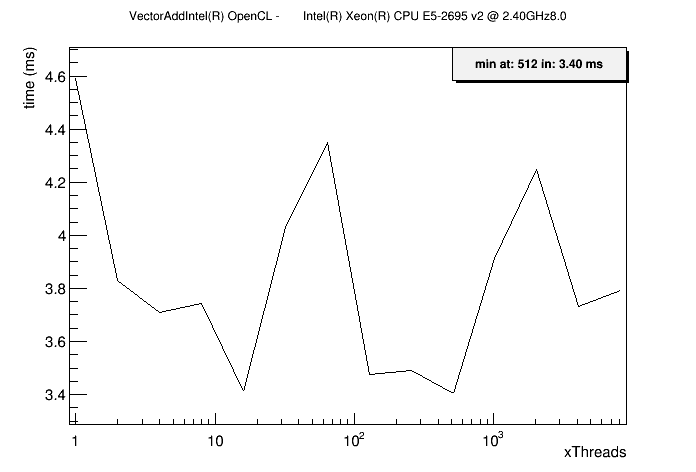 VectorAddIntel(R) OpenCL - Intel(R) Xeon(R) CPU E5-2695 v2 @ 2.40GHz8.0
min at: 512 in: 3.40 ms
time (ms)
4.6
4.4
4.2
4
3.8
3.6
3.4
1
10
10²
10³
xThreads